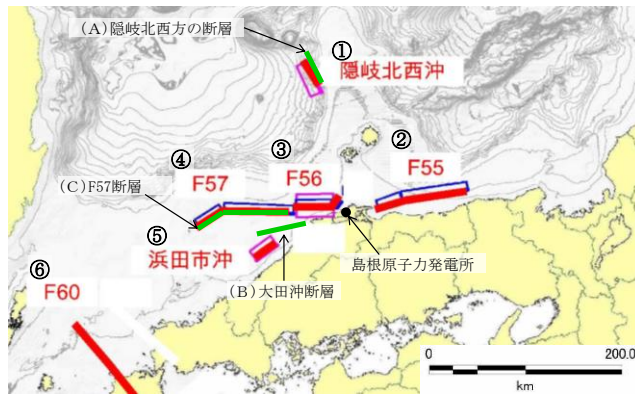 (A)隠岐北西方の断層
①
隠岐北西沖
②
F55
③
F56
④
F57
(C)F57断層
⑤
浜田市沖
島根原子力発電所
(B)大田沖断層
⑥
F60
0
200.0
km